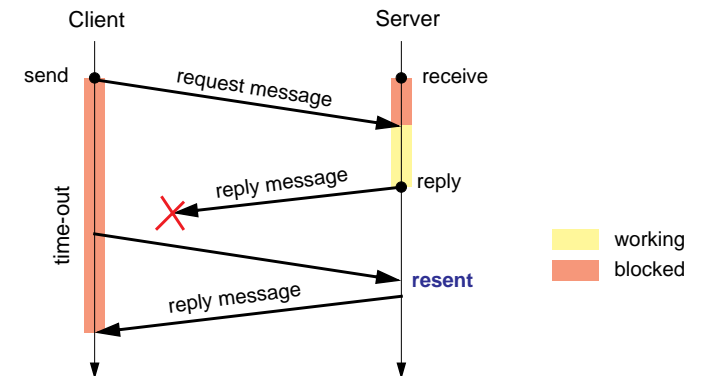 Client
Server
send
receive
request message
reply message
reply
time-out
resent
reply message
working
blocked